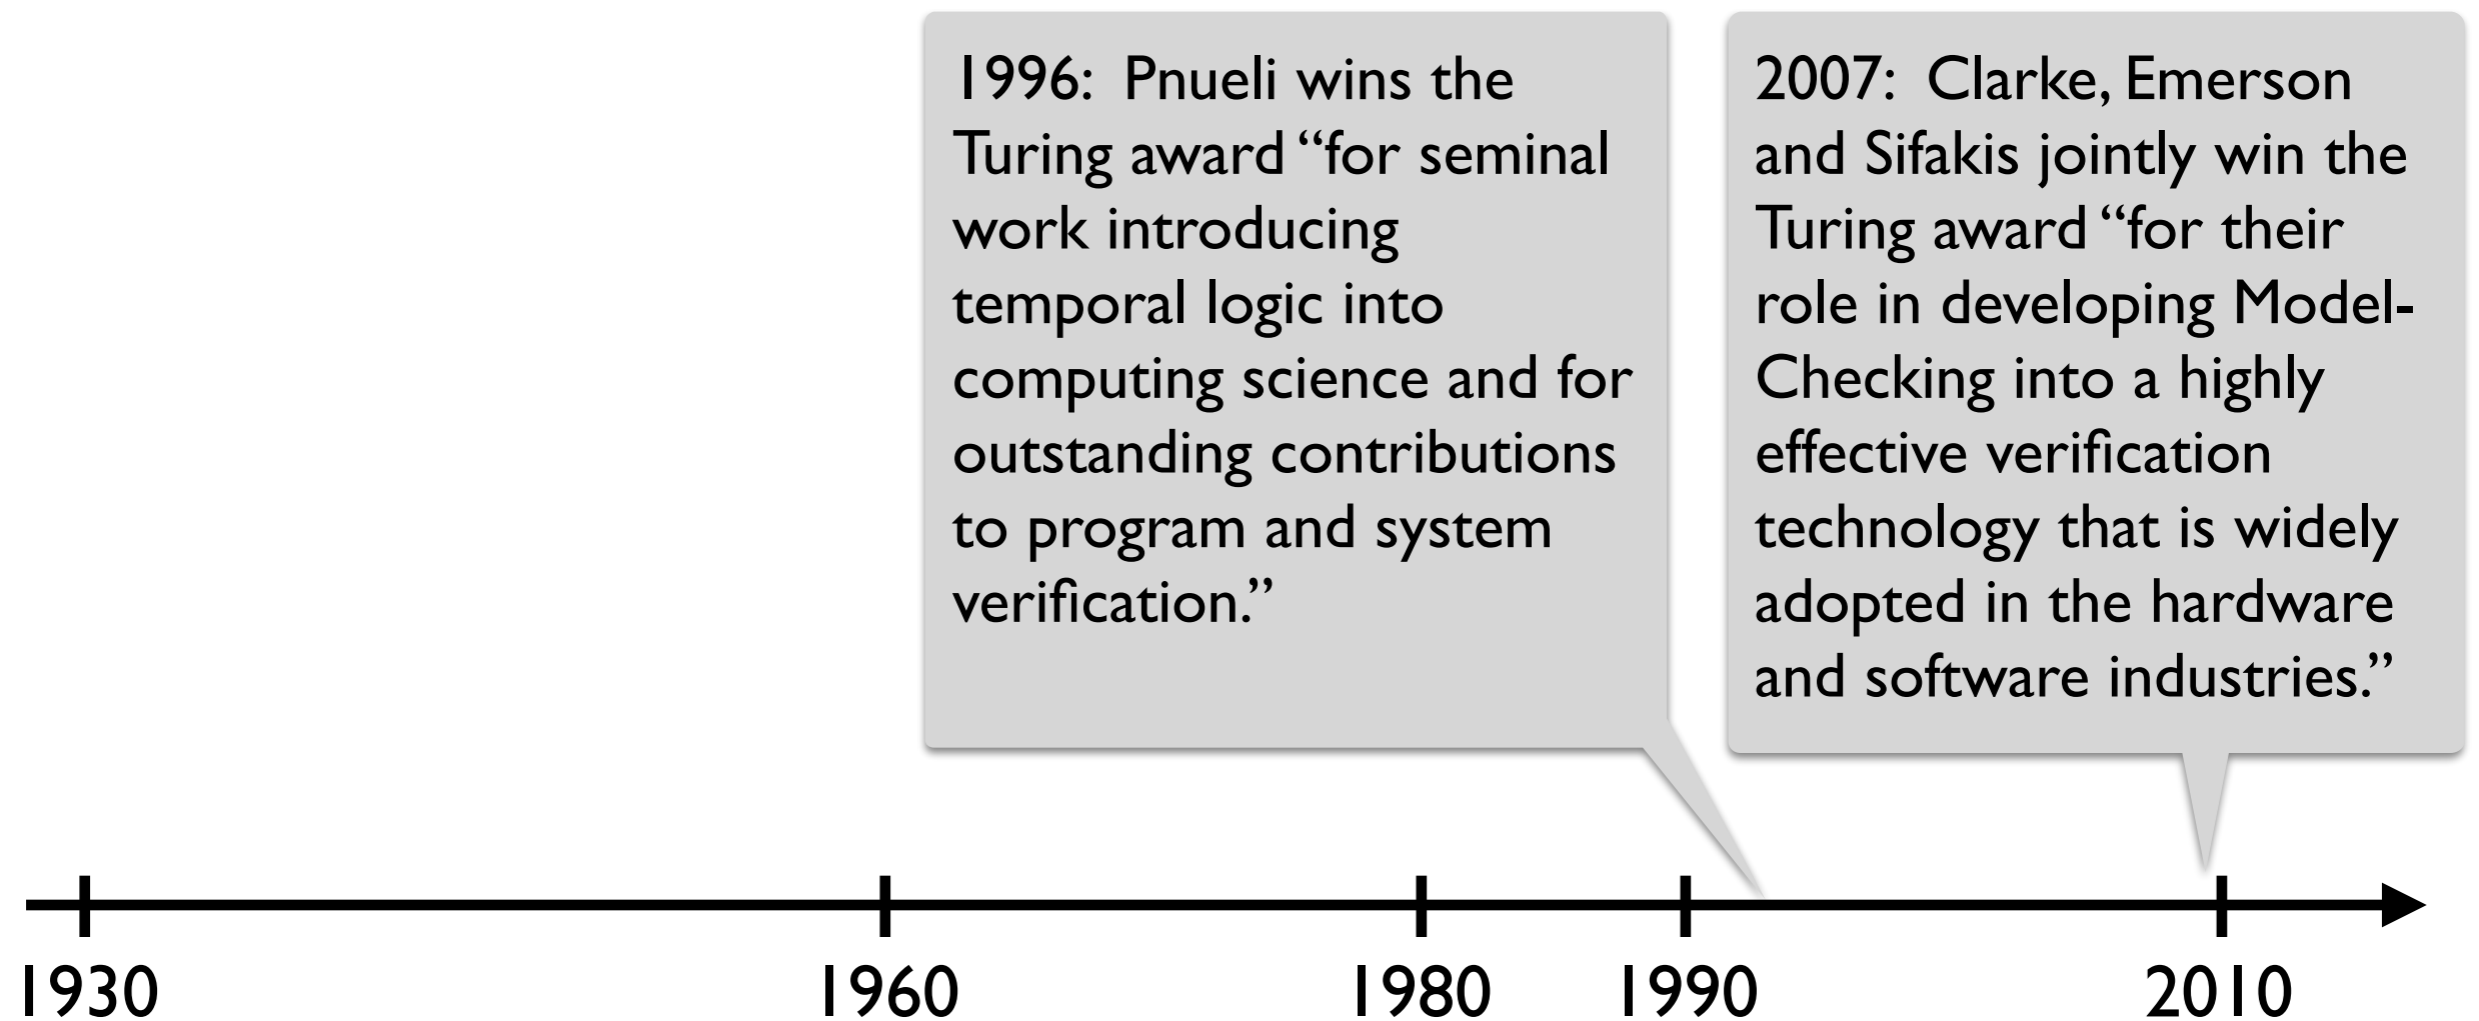 1996:  Pnueli wins the
Turing award “for seminal
work introducing
temporal logic into
computing science and for
outstanding contributions
to program and system
verification.”
2007:  Clarke, Emerson
and Sifakis jointly win the
Turing award “for their
role in developing Model-
Checking into a highly
effective verification
technology that is widely
adopted in the hardware
and software industries.”
1930 1960 1980 1990 2010